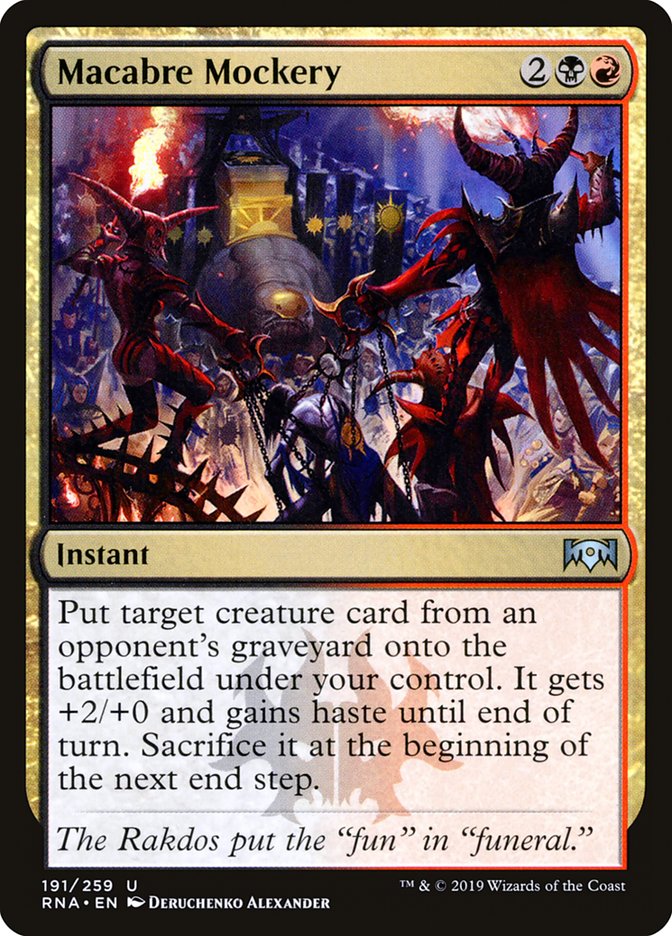 Macabre Mockery 2
Instant
Put target creature card from an
opponent's graveyard onto the
battlefield under your control. It gets
+2/+0 and gains haste until end of
turn. Sacrifice it at the beginning of
the next end step.
The Rakdos put the “fun” in “funeral.”
191/259 U
™ & © 2019 Wizards of the Coast
RNA • EN Deruchenko Alexander